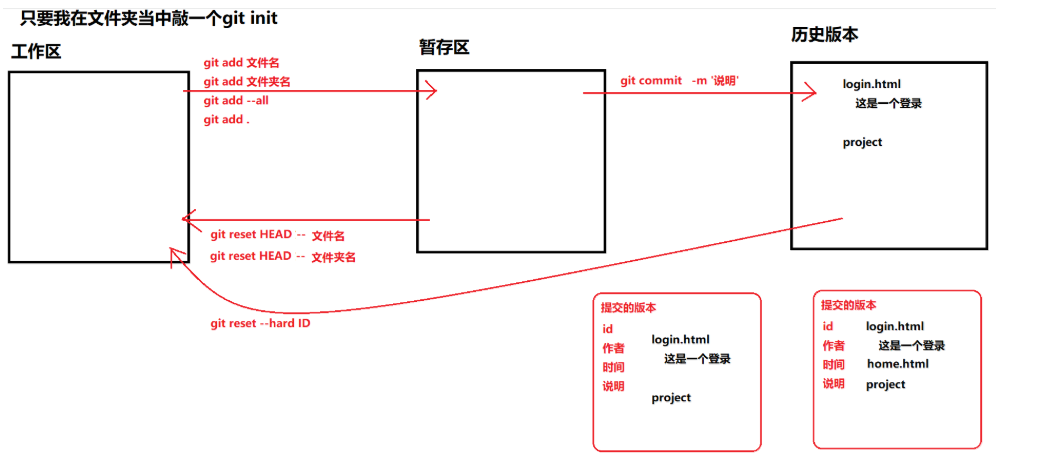 只要我在文件夹当中敲一个git init
工作区
暂存区
历史版本
git add 文件名
git add 文件夹名
git add --all
git add .
git commit -m '说明'
login.html
这是一个登录
project
git reset HEAD -- 文件名
git reset HEAD -- 文件夹名
git reset --hard ID
提交的版本
id
作者
时间
说明
login.html
这是一个登录
project
提交的版本
id login.html
作者 这是一个登录
时间 home.html
说明 project